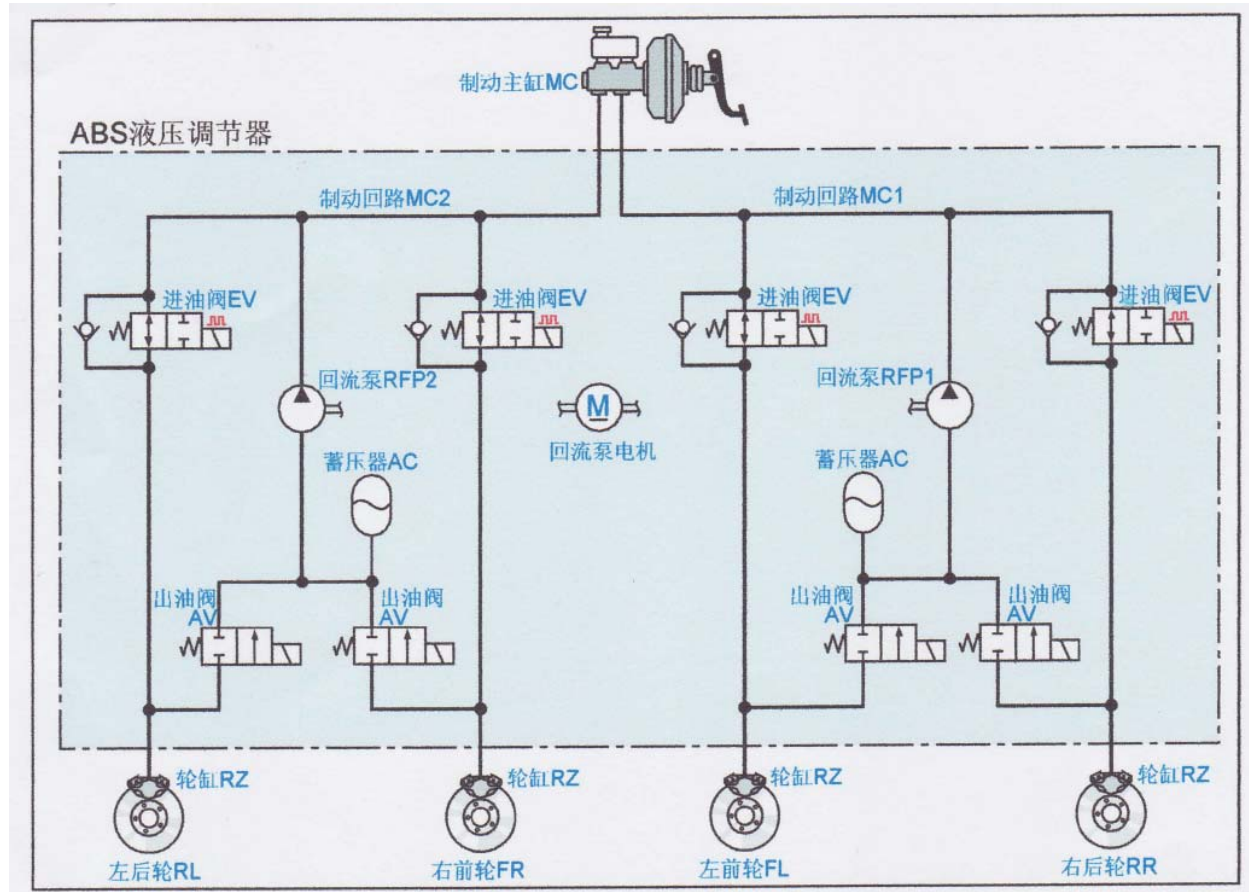 制动主缸MC
ABS液压调节器
制动回路MC2
制动回路MC1
进油阀EV
进油阀EV
进油阀EV
进油阀EV
回流泵RFP2
M
回流泵RFP1
回流泵电机
蓄压器AC
蓄压器AC
出油阀
AV
出油阀
AV
出油阀
AV
出油阀
AV
轮缸RZ
轮缸RZ
轮缸RZ
轮缸RZ
左后轮RL
右前轮FR
左前轮FL
右后轮RR